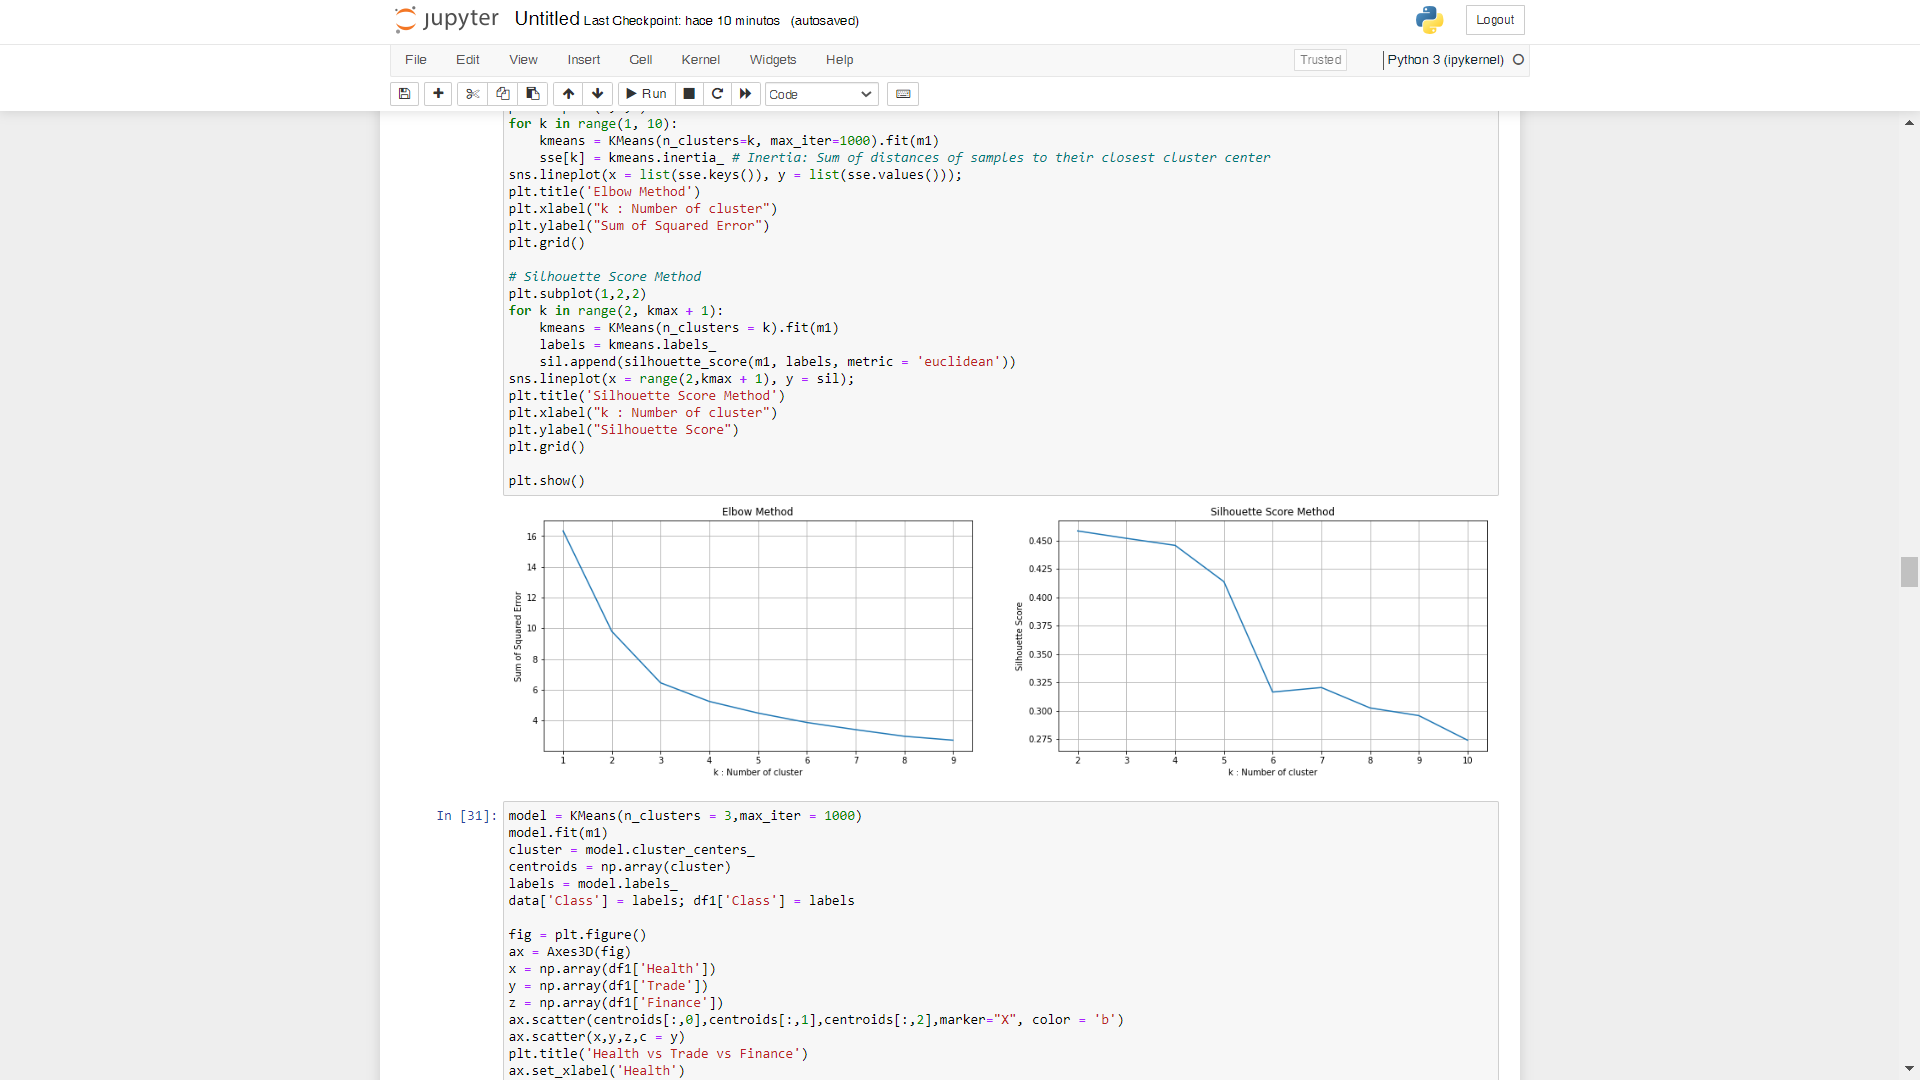 jupyter Untitled Last Checkpoint: hace 10 minutos (autosaved)
Logout
File Edit View Insert Cell Kernel Widgets Help
Trusted
Python 3 (ipykernel)
Run
Code
for k in range(1, 10):
    kmeans = KMeans(n_clusters=k, max_iter=1000).fit(m1)
    sse[k] = kmeans.inertia_ # Inertia: Sum of distances of samples to their closest cluster center
sns.lineplot(x = list(sse.keys()), y = list(sse.values()));
plt.title('Elbow Method')
plt.xlabel("k : Number of cluster")
plt.ylabel("Sum of Squared Error")
plt.grid()
# Silhouette Score Method
plt.subplot(1,2,2)
for k in range(2, kmax + 1):
    kmeans = KMeans(n_clusters = k).fit(m1)
    labels = kmeans.labels_
    sil.append(silhouette_score(m1, labels, metric = 'euclidean'))
sns.lineplot(x = range(2,kmax + 1), y = sil);
plt.title('Silhouette Score Method')
plt.xlabel("k : Number of cluster")
plt.ylabel("Silhouette Score")
plt.grid()
plt.show()
Elbow Method
16
14
12
10
8
6
4
Sum of Squared Error
1 2 3 4 5 6 7 8 9
k : Number of cluster
Silhouette Score Method
0.450
0.425
0.400
0.375
0.350
0.325
0.300
0.275
Silhouette Score
2 3 4 5 6 7 8 9 10
k : Number of cluster
In [31]:
model = KMeans(n_clusters = 3,max_iter = 1000)
model.fit(m1)
cluster = model.cluster_centers_
centroids = np.array(cluster)
labels = model.labels_
data['Class'] = labels; df1['Class'] = labels
fig = plt.figure()
ax = Axes3D(fig)
x = np.array(df1['Health'])
y = np.array(df1['Trade'])
z = np.array(df1['Finance'])
ax.scatter(centroids[:,0],centroids[:,1],centroids[:,2],marker="X", color = 'b')
ax.scatter(x,y,z,c = y)
plt.title('Health vs Trade vs Finance')
ax.set_xlabel('Health')